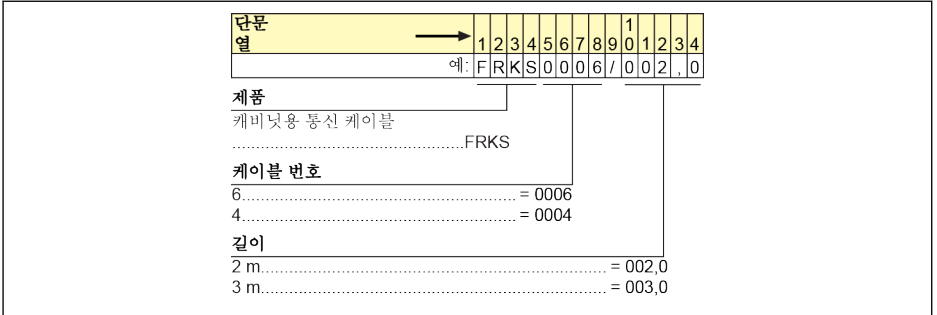 단문
열
1
1 2 3 4 5 6 7 8 9 0 1 2 3 4
예: F R K S 0 0 0 6 / 0 0 2 , 0
제품
캐비닛용 통신 케이블
................................................FRKS
케이블 번호
6..................................................... = 0006
4..................................................... = 0004
길이
2 m.................................................................... = 002,0
3 m.................................................................... = 003,0